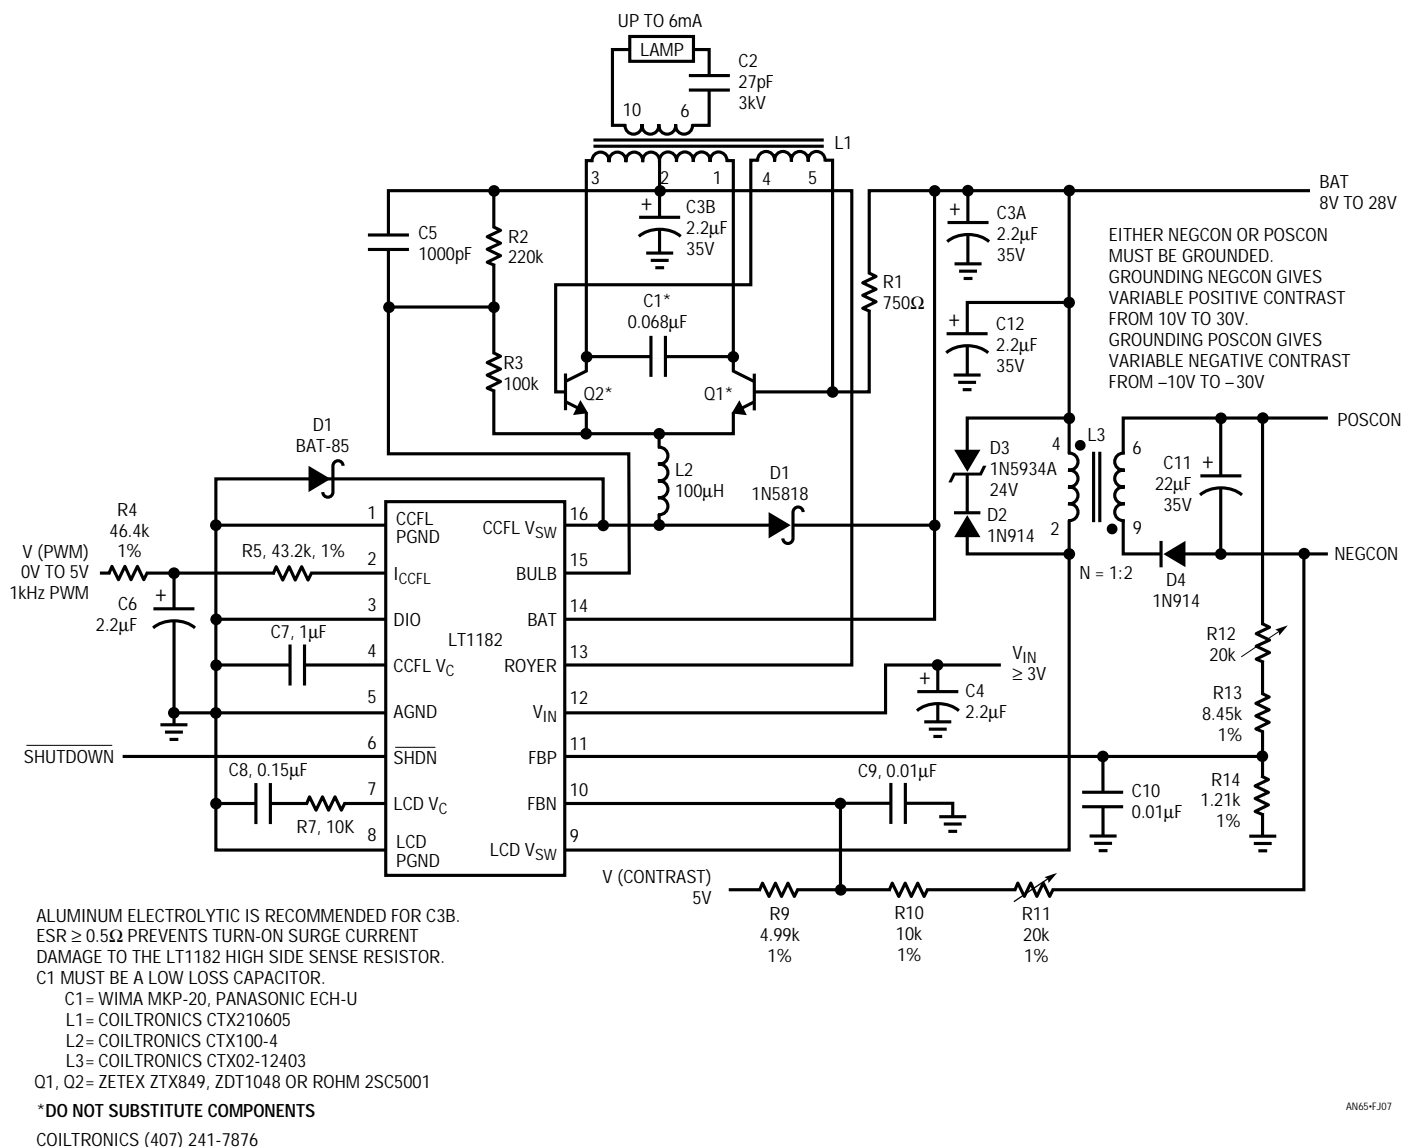 UP TO 6mA
LAMP
C2
27pF
3kV
10
6
L1
3
2
1
4
5
BAT
8V TO 28V
C5
1000pF
R2
220k
+
C3B
2.2µF
35V
+
C3A
2.2µF
35V
EITHER NEGCON OR POSCON
MUST BE GROUNDED.
GROUNDING NEGCON GIVES
VARIABLE POSITIVE CONTRAST
FROM 10V TO 30V.
GROUNDING POSCON GIVES
VARIABLE NEGATIVE CONTRAST
FROM –10V TO –30V
R1
750Ω
C1*
0.068µF
+
C12
2.2µF
35V
R3
100k
Q2*
Q1*
D1
BAT-85
L2
100µH
D1
1N5818
D3
1N5934A
24V
D2
1N914
4
L3
2
6
9
N = 1:2
C11
22µF
35V
+
POSCON
NEGCON
D4
1N914
R4
46.4k
1%
V (PWM)
0V TO 5V
1kHz PWM
R5, 43.2k, 1%
+
C6
2.2µF
C7, 1µF
1
CCFL
PGND
2
ICCFL
3
DIO
4
CCFL VC
5
AGND
6
SHDN
7
LCD VC
8
LCD
PGND
LT1182
16
CCFL VSW
15
BULB
14
BAT
13
ROYER
12
VIN
11
FBP
10
FBN
9
LCD VSW
SHUTDOWN
C8, 0.15µF
R7, 10K
VIN
≥ 3V
+
C4
2.2µF
R12
20k
R13
8.45k
1%
R14
1.21k
1%
C9, 0.01µF
C10
0.01µF
V (CONTRAST)
5V
R9
4.99k
1%
R10
10k
1%
R11
20k
1%
ALUMINUM ELECTROLYTIC IS RECOMMENDED FOR C3B.
ESR ≥ 0.5Ω PREVENTS TURN-ON SURGE CURRENT
DAMAGE TO THE LT1182 HIGH SIDE SENSE RESISTOR.
C1 MUST BE A LOW LOSS CAPACITOR.
C1= WIMA MKP-20, PANASONIC ECH-U
L1= COILTRONICS CTX210605
L2= COILTRONICS CTX100-4
L3= COILTRONICS CTX02-12403
Q1, Q2= ZETEX ZTX849, ZDT1048 OR ROHM 2SC5001
*DO NOT SUBSTITUTE COMPONENTS
COILTRONICS (407) 241-7876
AN65•FJ07